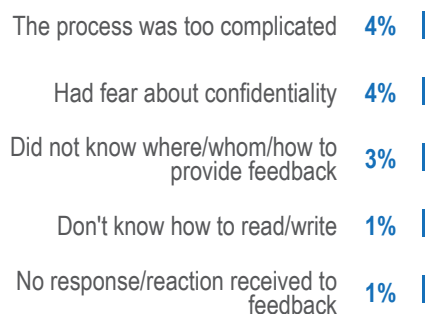 The process was too complicated 4%
Had fear about confidentiality 4%
Did not know where/whom/how to
provide feedback 3%
Don't know how to read/write 1%
No response/reaction received to
feedback 1%